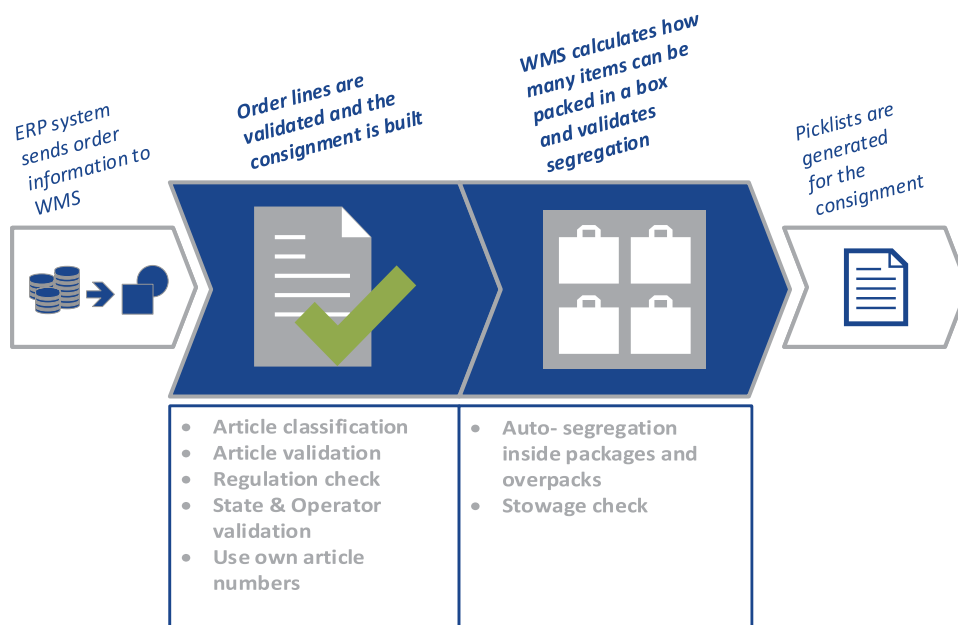 ERP system
sends order
information to
WMS
Order lines are
validated and the
consignment is built
WMS calculates how
many items can be
packed in a box
and validates
segregation
Picklists are
generated
for the
consignment
• Article classification
• Article validation
• Regulation check
• State & Operator
validation
• Use own article
numbers
• Auto- segregation
inside packages and
overpacks
• Stowage check